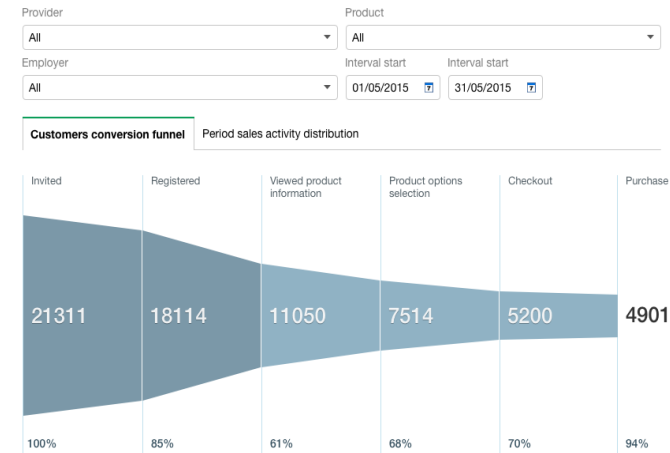 Provider
Product
All
All
Employer
Interval start
Interval start
All
01/05/2015
31/05/2015
Customers conversion funnel
Period sales activity distribution
Invited
Registered
Viewed product
information
Product options
selection
Checkout
Purchase
21311
18114
11050
7514
5200
4901
100%
85%
61%
68%
70%
94%